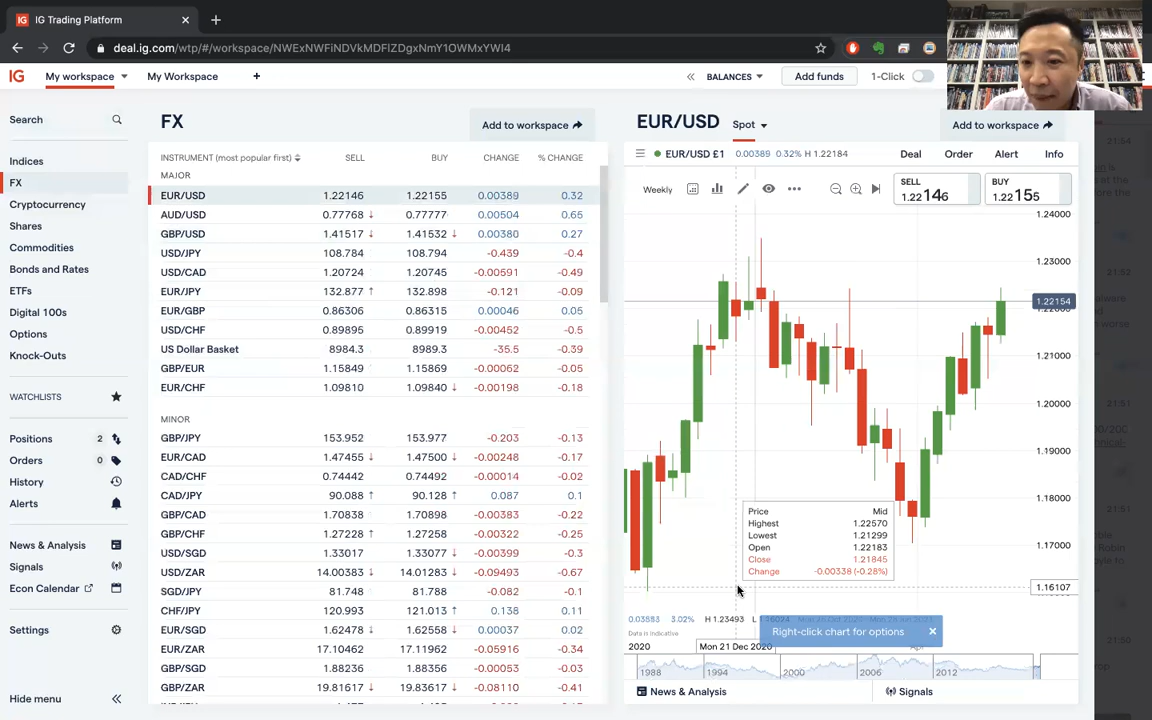 IG Trading Platform
deal.ig.com/wtp/#/workspace/NWExNWFiNDVkMDFlZDgxNmY1OWMxYWI4
IG My workspace My Workspace + BALANCES Add funds 1-Click
Search
Indices
FX
Cryptocurrency
Shares
Commodities
Bonds and Rates
ETFs
Digital 100s
Options
Knock-Outs
WATCHLISTS
Positions 2
Orders 0
History
Alerts
News & Analysis
Signals
Econ Calendar
Settings
Hide menu
FX
Add to workspace
INSTRUMENT (most popular first) SELL BUY CHANGE % CHANGE
MAJOR
EUR/USD 1.22146 1.22155 0.00389 0.32
AUD/USD 0.77768 0.77777 0.00504 0.65
GBP/USD 1.41517 1.41532 0.00380 0.27
USD/JPY 108.784 108.794 -0.439 -0.4
USD/CAD 1.20724 1.20745 -0.00591 -0.49
EUR/JPY 132.877 132.898 -0.121 -0.09
EUR/GBP 0.86306 0.86315 0.00046 0.05
USD/CHF 0.89895 0.89919 -0.00452 -0.5
US Dollar Basket 8984.3 8989.3 -35.5 -0.39
GBP/EUR 1.15849 1.15869 -0.00062 -0.05
EUR/CHF 1.09810 1.09840 -0.00198 -0.18
MINOR
GBP/JPY 153.952 153.977 -0.203 -0.13
EUR/CAD 1.47455 1.47500 -0.00248 -0.17
CAD/CHF 0.74442 0.74492 -0.00014 -0.02
CAD/JPY 90.088 90.128 0.087 0.1
GBP/CAD 1.70838 1.70898 -0.00383 -0.22
GBP/CHF 1.27228 1.27258 -0.00322 -0.25
USD/SGD 1.33017 1.33077 -0.00399 -0.3
USD/ZAR 14.00383 14.01283 -0.09493 -0.67
SGD/JPY 81.748 81.788 -0.082 -0.1
CHF/JPY 120.993 121.013 0.138 0.11
EUR/SGD 1.62478 1.62558 0.00037 0.02
EUR/ZAR 17.10462 17.11962 -0.05916 -0.34
GBP/SGD 1.88236 1.88356 -0.00053 -0.03
GBP/ZAR 19.81617 19.83617 -0.08110 -0.41
EUR/USD Spot
Add to workspace
EUR/USD £1 0.00389 0.32% H 1.22184 Deal Order Alert Info
Weekly
SELL 1.22146
BUY 1.22155
1.24000
1.23000
1.22154
1.21000
1.20000
1.19000
1.18000
1.17000
1.16107
Price Mid
Highest 1.22570
Lowest 1.21299
Open 1.22183
Close 1.21845
Change -0.00338 (-0.28%)
3.02% H 1.23493
Data is indicative
Right-click chart for options
2020 Mon 21 Dec 2020
1988 1994 2000 2006 2012
News & Analysis
Signals